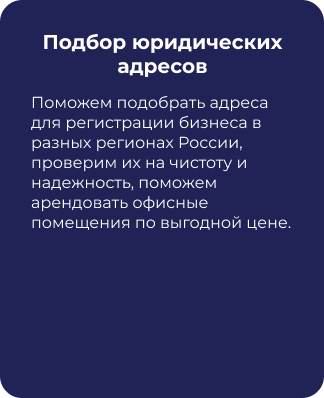 Подбор юридических
адресов
Поможем подобрать адреса
для регистрации бизнеса в
разных регионах России,
проверим их на чистоту и
надежность, поможем
арендовать офисные
помещения по выгодной цене.